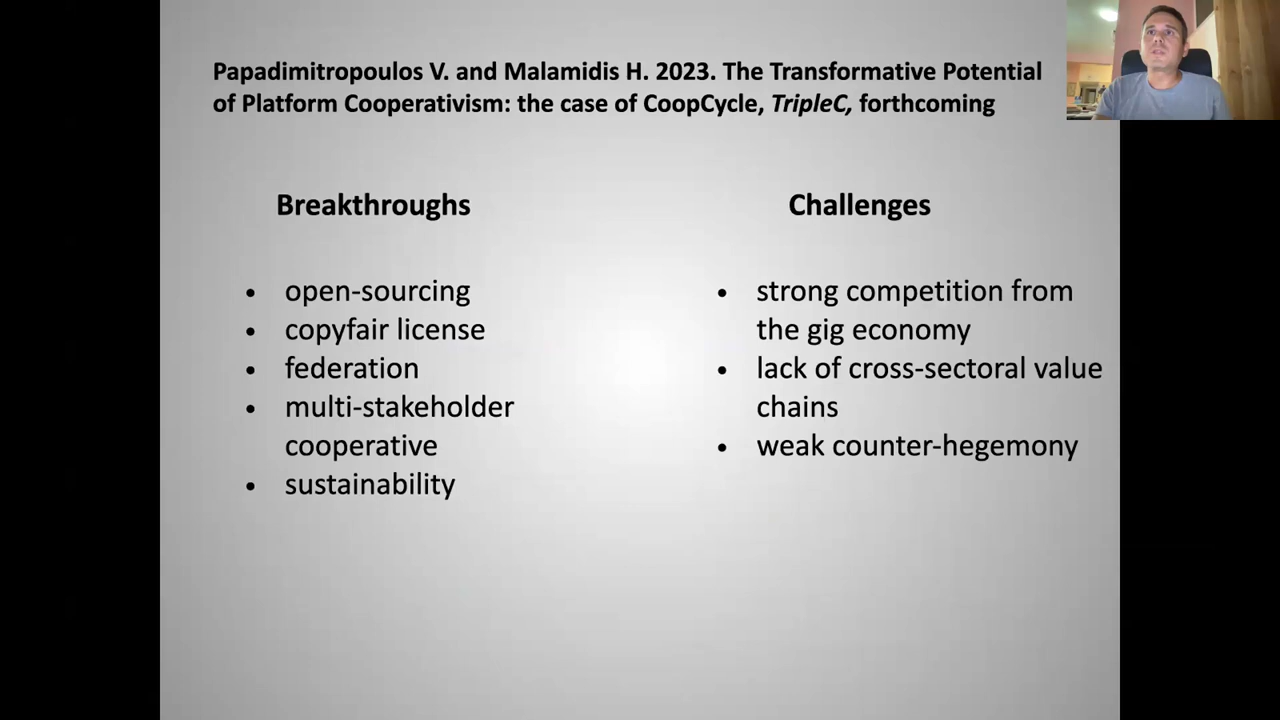 Papadimitropoulos V. and Malamidis H. 2023. The Transformative Potential
of Platform Cooperativism: the case of CoopCycle, TripleC, forthcoming
Breakthroughs
• open-sourcing
• copyfair license
• federation
• multi-stakeholder
cooperative
• sustainability
Challenges
• strong competition from
the gig economy
• lack of cross-sectoral value
chains
• weak counter-hegemony